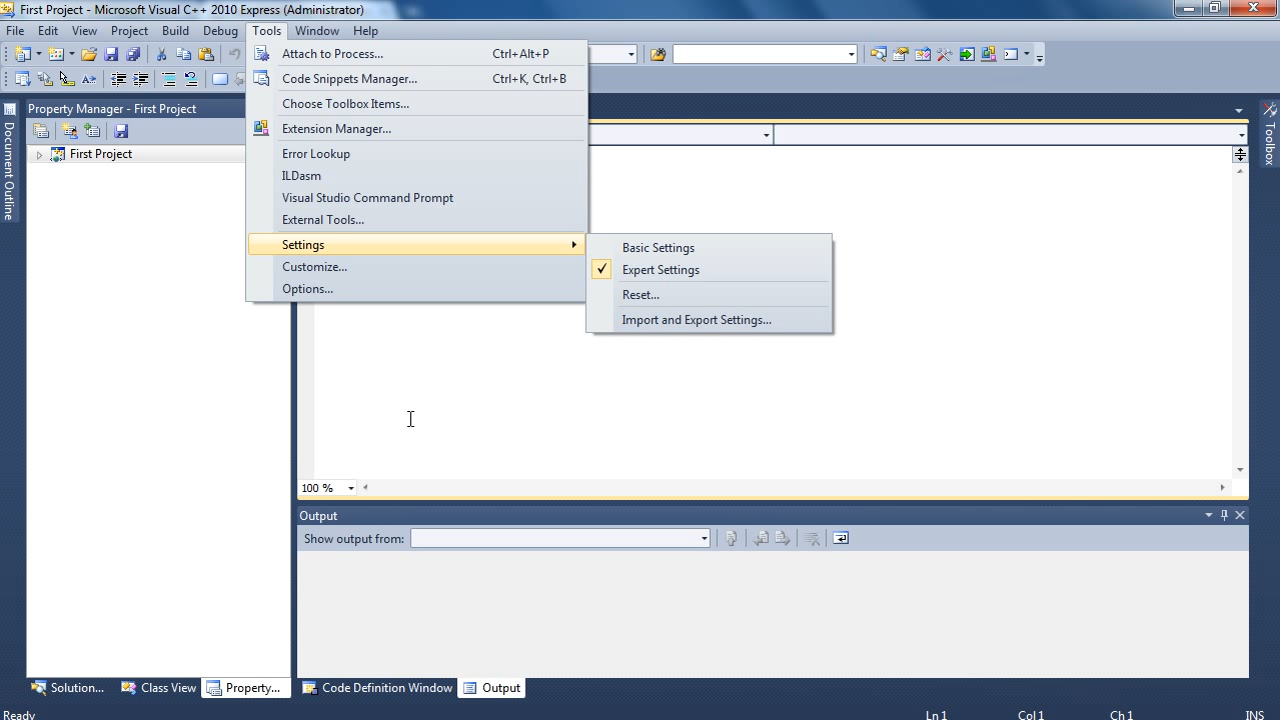 First Project - Microsoft Visual C++ 2010 Express (Administrator)
File Edit View Project Build Debug Tools Window Help
Attach to Process... Ctrl+Alt+P
Code Snippets Manager... Ctrl+K, Ctrl+B
Choose Toolbox Items...
Extension Manager...
Error Lookup
ILDasm
Visual Studio Command Prompt
External Tools...
Settings
Customize...
Options...
Basic Settings
Expert Settings
Reset...
Import and Export Settings...
Document Outline
Property Manager - First Project
First Project
Toolbox
100 %
Output
Show output from:
Solution... Class View Property... Code Definition Window Output
Ready Ln 1 Col 1 Ch 1 INS